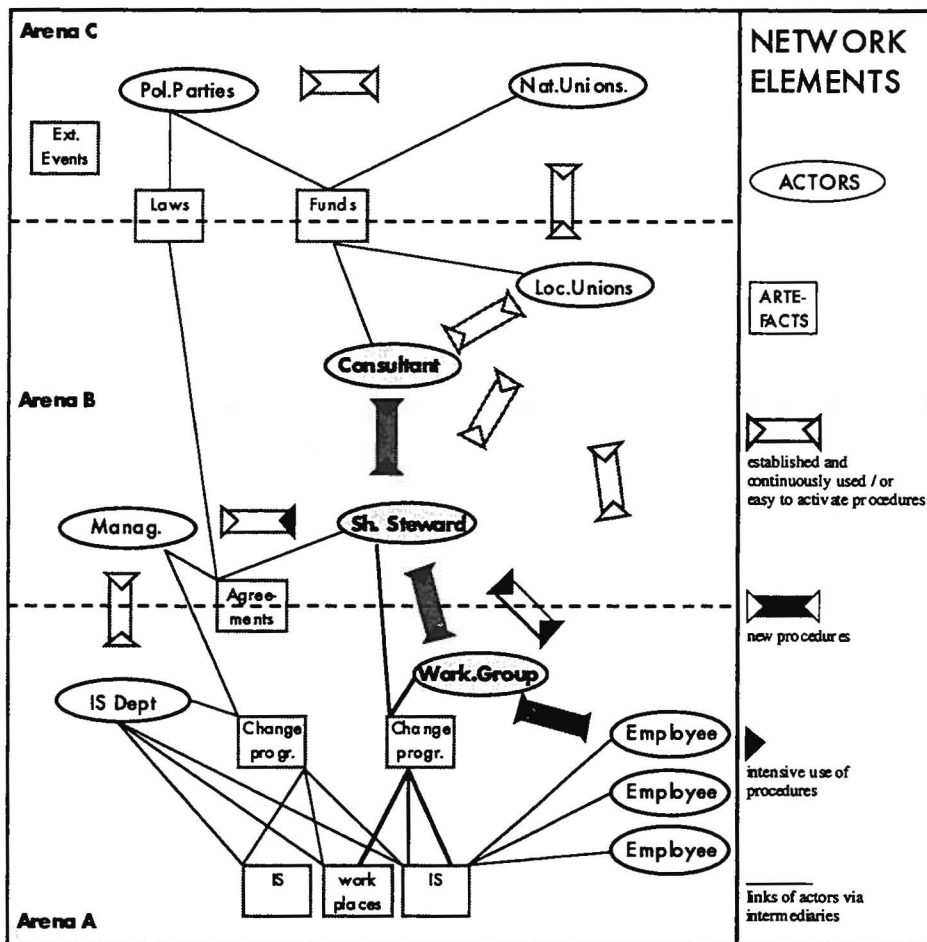 Arena C
Pol.Parties
Nat.Unions.
Ext.
Events
Laws
Funds
Loc.Unions
Consultant
Arena B
Manag.
Sh. Steward
Agree-
ments
Work.Group
IS Dept
Change
progr.
Change
progr.
Employee
Employee
Employee
IS
work
places
IS
Arena A
NETWORK
ELEMENTS
ACTORS
ARTE-
FACTS
established and
continuously used / or
easy to activate procedures
new procedures
intensive use of
procedures
links of actors via
intermediaries